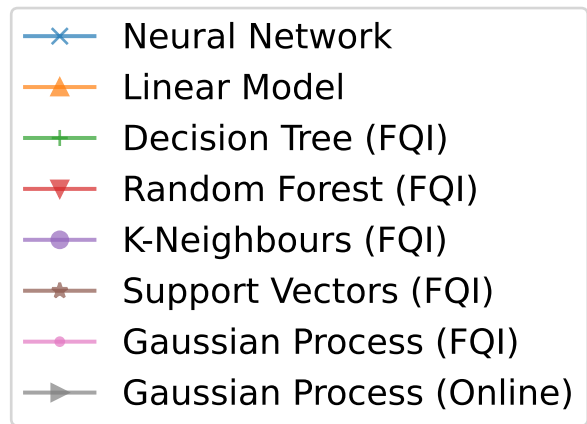 Neural Network
Linear Model
Decision Tree (FQI)
Random Forest (FQI)
K-Neighbours (FQI)
Support Vectors (FQI)
Gaussian Process (FQI)
Gaussian Process (Online)